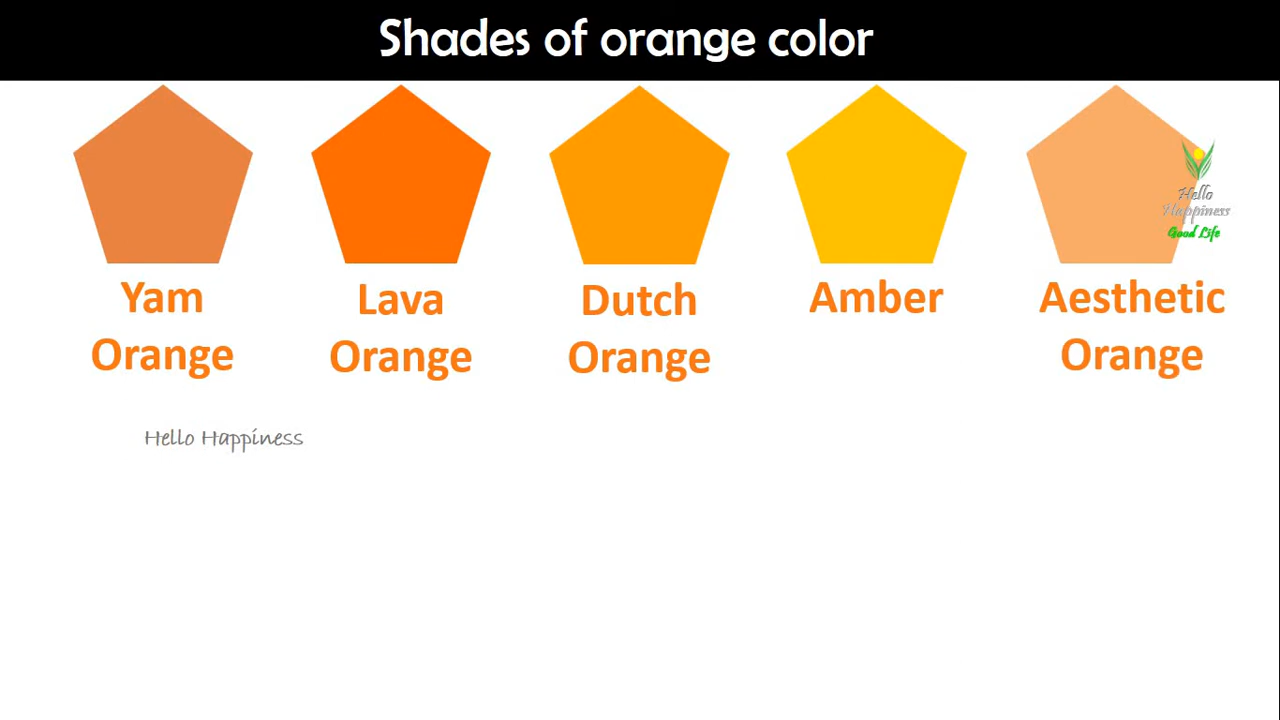 Shades of orange color
Hello
Happiness
Good Life
Yam
Orange
Lava
Orange
Dutch
Orange
Amber
Aesthetic
Orange
Hello Happiness